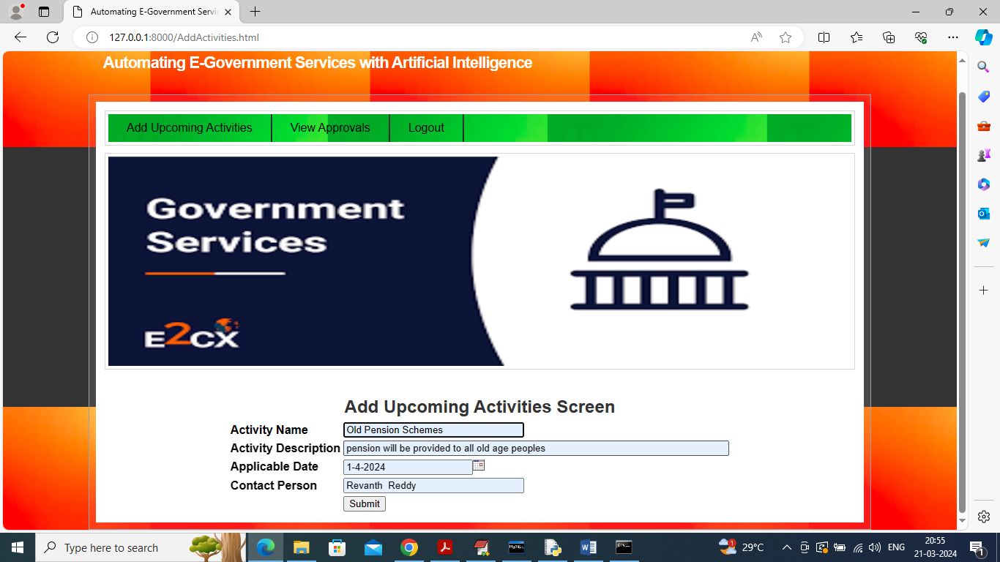 Automating E-Government Servic
127.0.0.1:8000/AddActivities.html
Automating E-Government Services with Artificial Intelligence
Add Upcoming Activities View Approvals Logout
Government
Services
E2CX
Add Upcoming Activities Screen
Activity Name Old Pension Schemes
Activity Description pension will be provided to all old age peoples
Applicable Date 1-4-2024
Contact Person Revanth Reddy
Submit
Type here to search
1 29°C ENG 20:55
21-03-2024
1